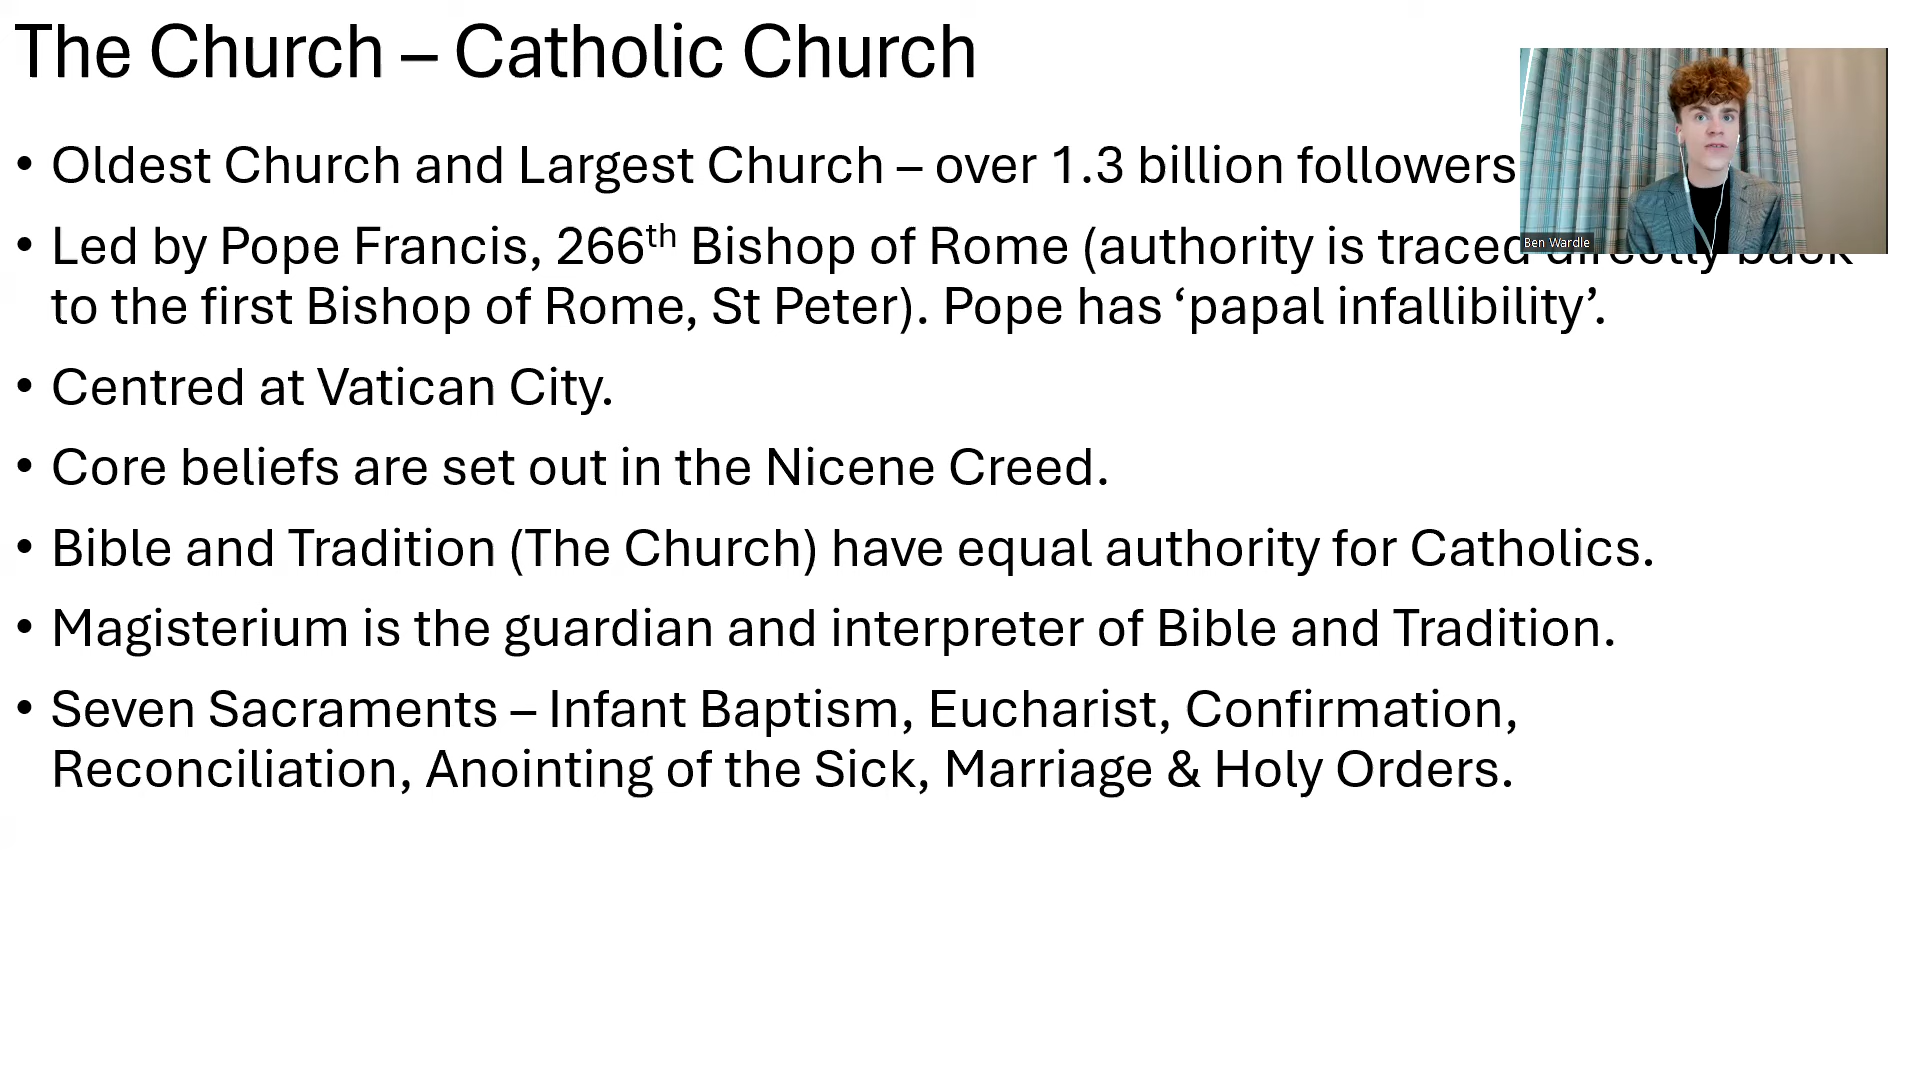 The Church – Catholic Church
• Oldest Church and Largest Church – over 1.3 billion followers
• Led by Pope Francis, 266th Bishop of Rome (authority is traced directly back
to the first Bishop of Rome, St Peter). Pope has ‘papal infallibility’.
• Centred at Vatican City.
• Core beliefs are set out in the Nicene Creed.
• Bible and Tradition (The Church) have equal authority for Catholics.
• Magisterium is the guardian and interpreter of Bible and Tradition.
• Seven Sacraments – Infant Baptism, Eucharist, Confirmation,
Reconciliation, Anointing of the Sick, Marriage & Holy Orders.
Ben Wardle